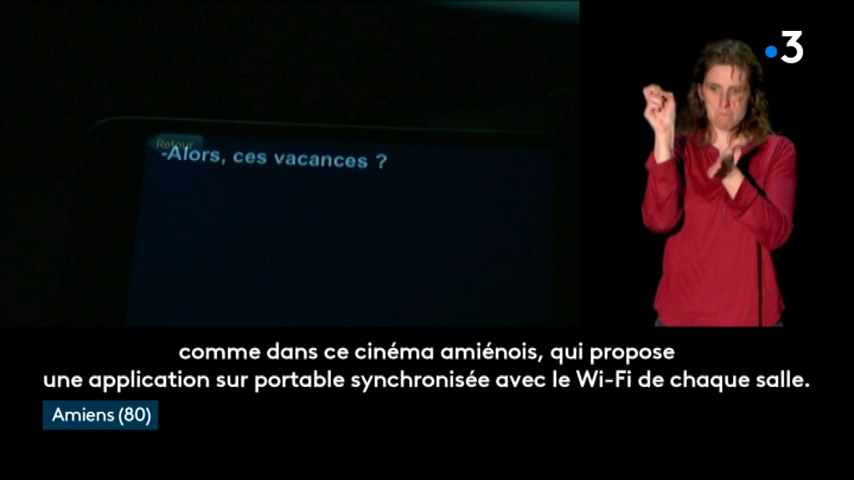 3
Retour
-Alors, ces vacances ?
comme dans ce cinéma amiénois, qui propose
une application sur portable synchronisée avec le Wi-Fi de chaque salle.
Amiens (80)